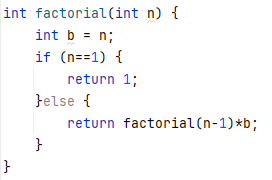 int factorial(int n) {
    int b = n;
    if (n==1) {
        return 1;
    }else {
        return factorial(n-1)*b;
    }
}